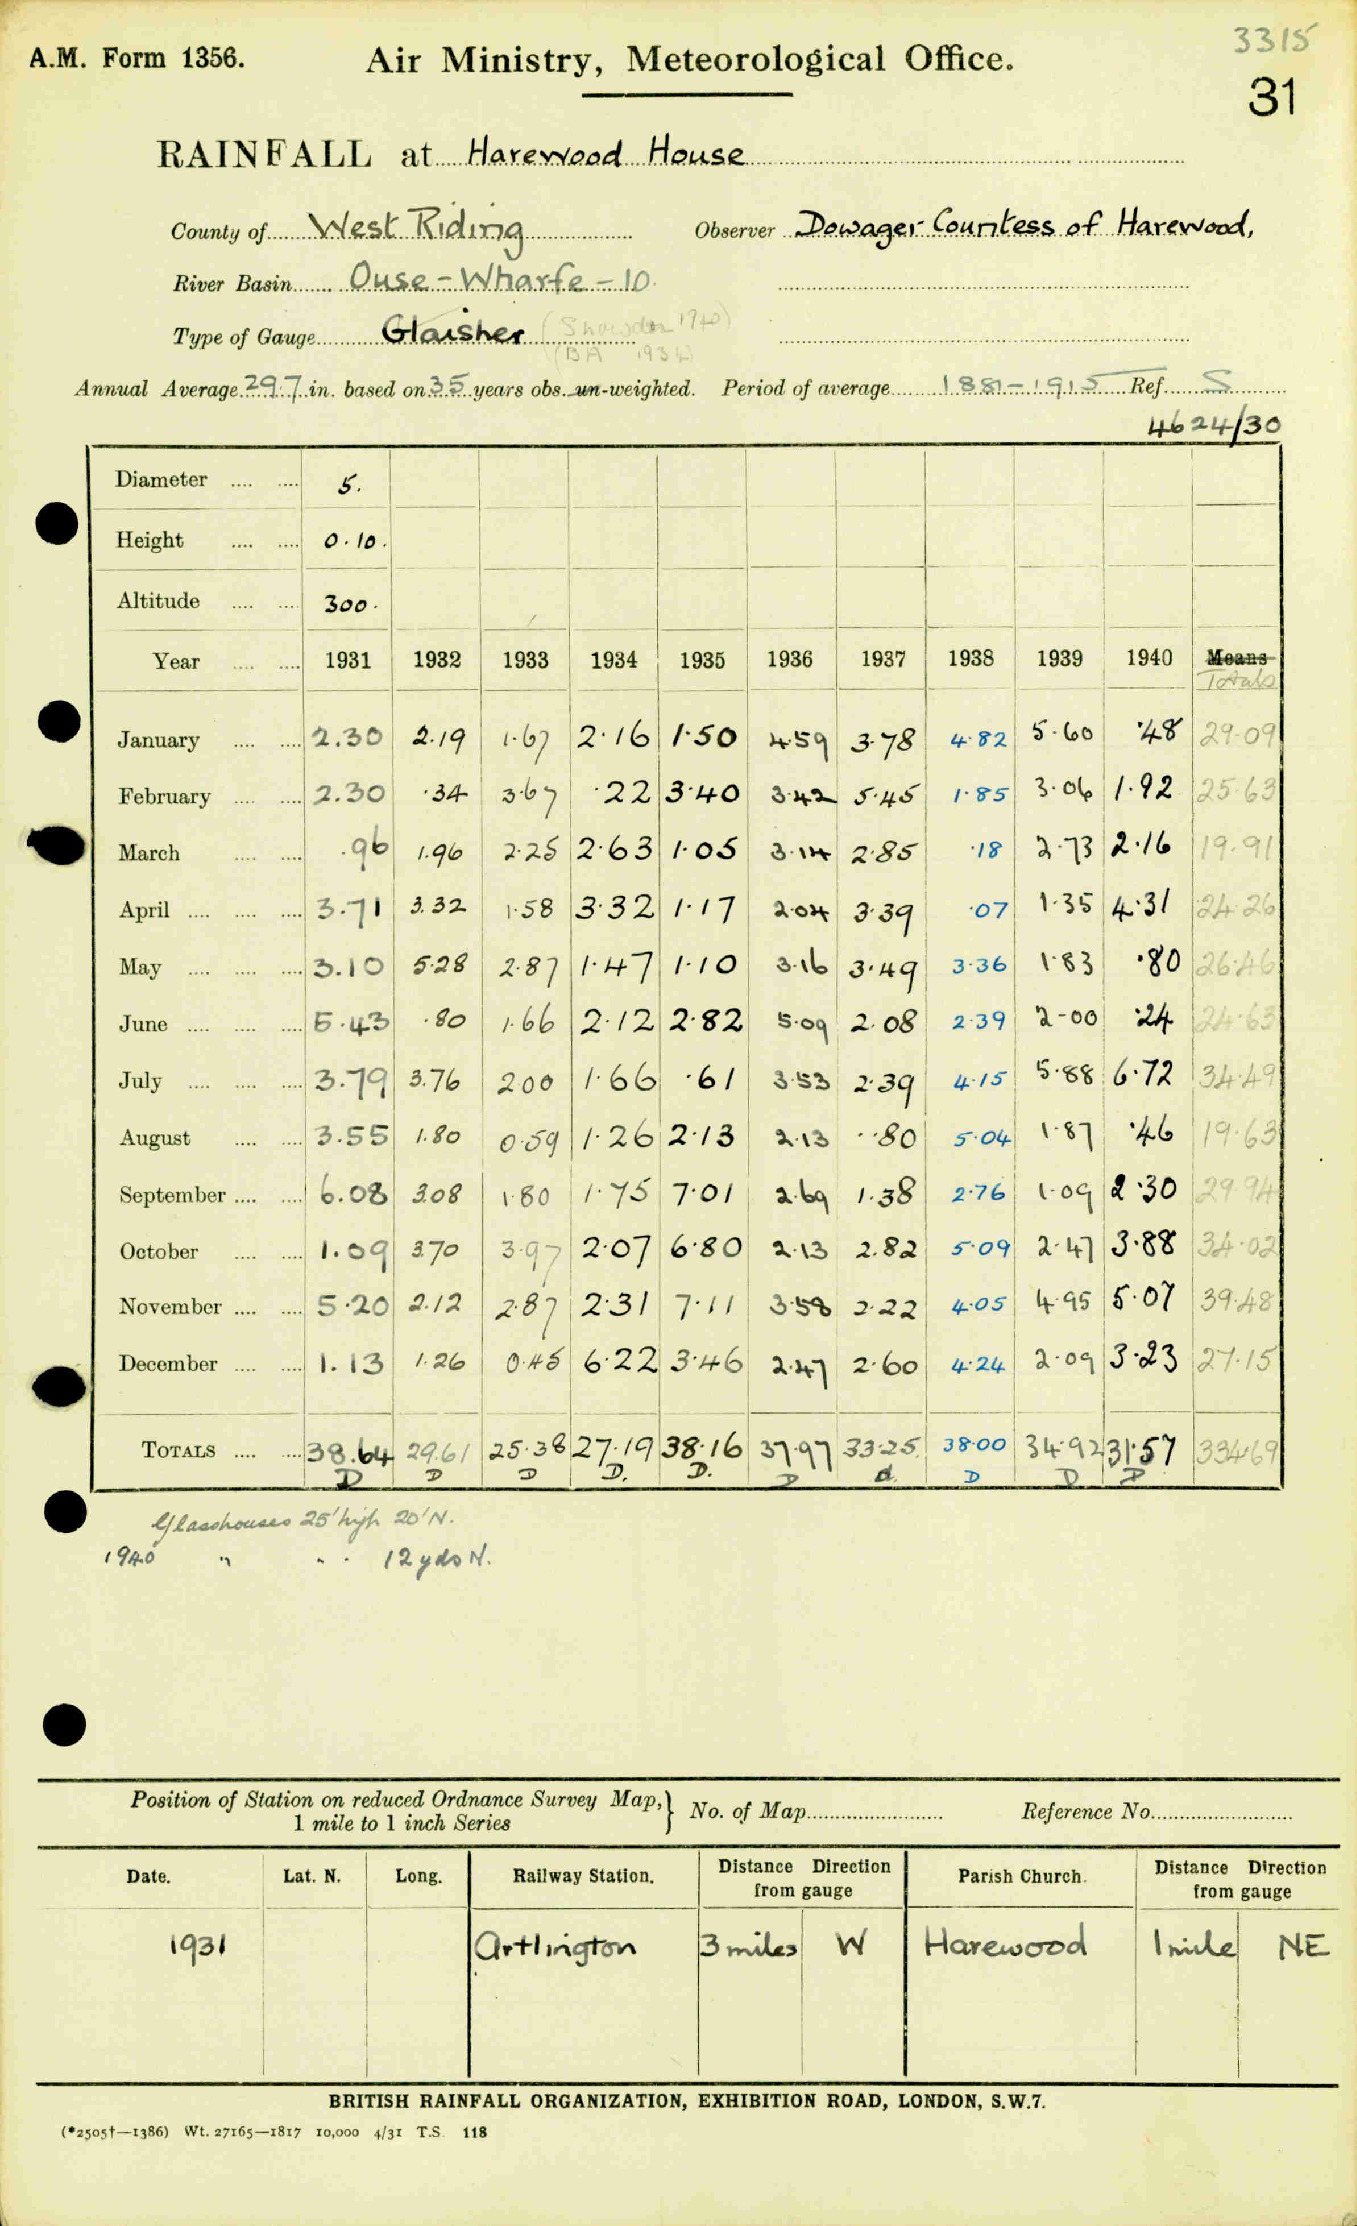 3315
A.M. Form 1356. Air Ministry, Meteorological Office.
31
RAINFALL at Harewood House
County of West Riding Observer Dowager Countess of Harewood,
River Basin Ouse - Wharfe - 10.
Type of Gauge Glaisher (Snowdon 1940)
(BA
Annual Average 29.7 in. based on 35 years obs. un-weighted. Period of average 1881-1915 Ref. S
4624/30
Diameter .... .... 5.
Height .... .... 0.10.
Altitude .... .... 300.
Year .... .... 1931 1932 1933 1934 1935 1936 1937 1938 1939 1940 Means
Totals
January .... .... 2.30 2.19 1.67 2.16 1.50 4.59 3.78 4.82 5.60 .48 29.09
February .... .... 2.30 .34 3.67 .22 3.40 3.42 5.45 1.85 3.06 1.92 25.63
March .... .... .96 1.96 2.25 2.63 1.05 3.14 2.85 .18 2.73 2.16 19.91
April .... .... .... 3.71 3.32 1.58 3.32 1.17 2.04 3.39 .07 1.35 4.31 24.26
May .... .... .... 3.10 5.28 2.87 1.47 1.10 3.16 3.49 3.36 1.83 .80 26.46
June .... .... .... 5.43 .80 1.66 2.12 2.82 5.09 2.08 2.39 2.00 .24 24.63
July .... .... .... 3.79 3.76 2.00 1.66 .61 3.53 2.39 4.15 5.88 6.72 34.49
August .... .... 3.55 1.80 0.59 1.26 2.13 2.13 .80 5.04 1.87 .46 19.63
September .... .... 6.08 3.08 1.80 1.75 7.01 2.69 1.38 2.76 1.09 2.30 29.94
October .... .... 1.09 3.70 3.97 2.07 6.80 2.13 2.82 5.09 2.47 3.88 34.02
November .... .... 5.20 2.12 2.87 2.31 7.11 3.58 2.22 4.05 4.95 5.07 39.48
December .... .... 1.13 1.26 0.45 6.22 3.46 2.47 2.60 4.24 2.09 3.23 27.15
TOTALS .... .... 38.64 29.61 25.38 27.19 38.16 37.97 33.25 38.00 34.92 31.57 334.69
D D D D. D. D d. D D D
Glasshouses 25' high 20' N.
1940 " " 12 yds N.
Position of Station on reduced Ordnance Survey Map, } No. of Map Reference No.
1 mile to 1 inch Series
Date. Lat. N. Long. Railway Station. Distance Direction from gauge Parish Church. Distance Direction from gauge
1931 Arthington 3 miles W Harewood 1 mile NE
BRITISH RAINFALL ORGANIZATION, EXHIBITION ROAD, LONDON, S.W.7.
(*2505†—1386) Wt. 27165—1817 10,000 4/31 T.S. 118